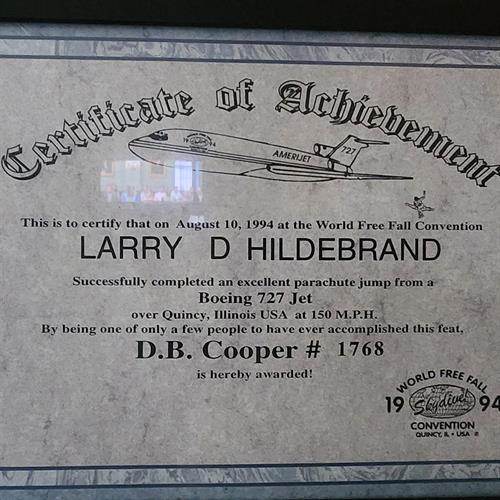 Certificate of Achievement
19 94
AMERIJET 727
This is to certify that on August 10, 1994 at the World Free Fall Convention
LARRY D HILDEBRAND
Successfully completed an excellent parachute jump from a
Boeing 727 Jet
over Quincy, Illinois USA at 150 M.P.H.
By being one of only a few people to have ever accomplished this feat,
D.B. Cooper # 1768
is hereby awarded!
WORLD FREE FALL
19 Skydive! 94
CONVENTION
QUINCY, IL • USA